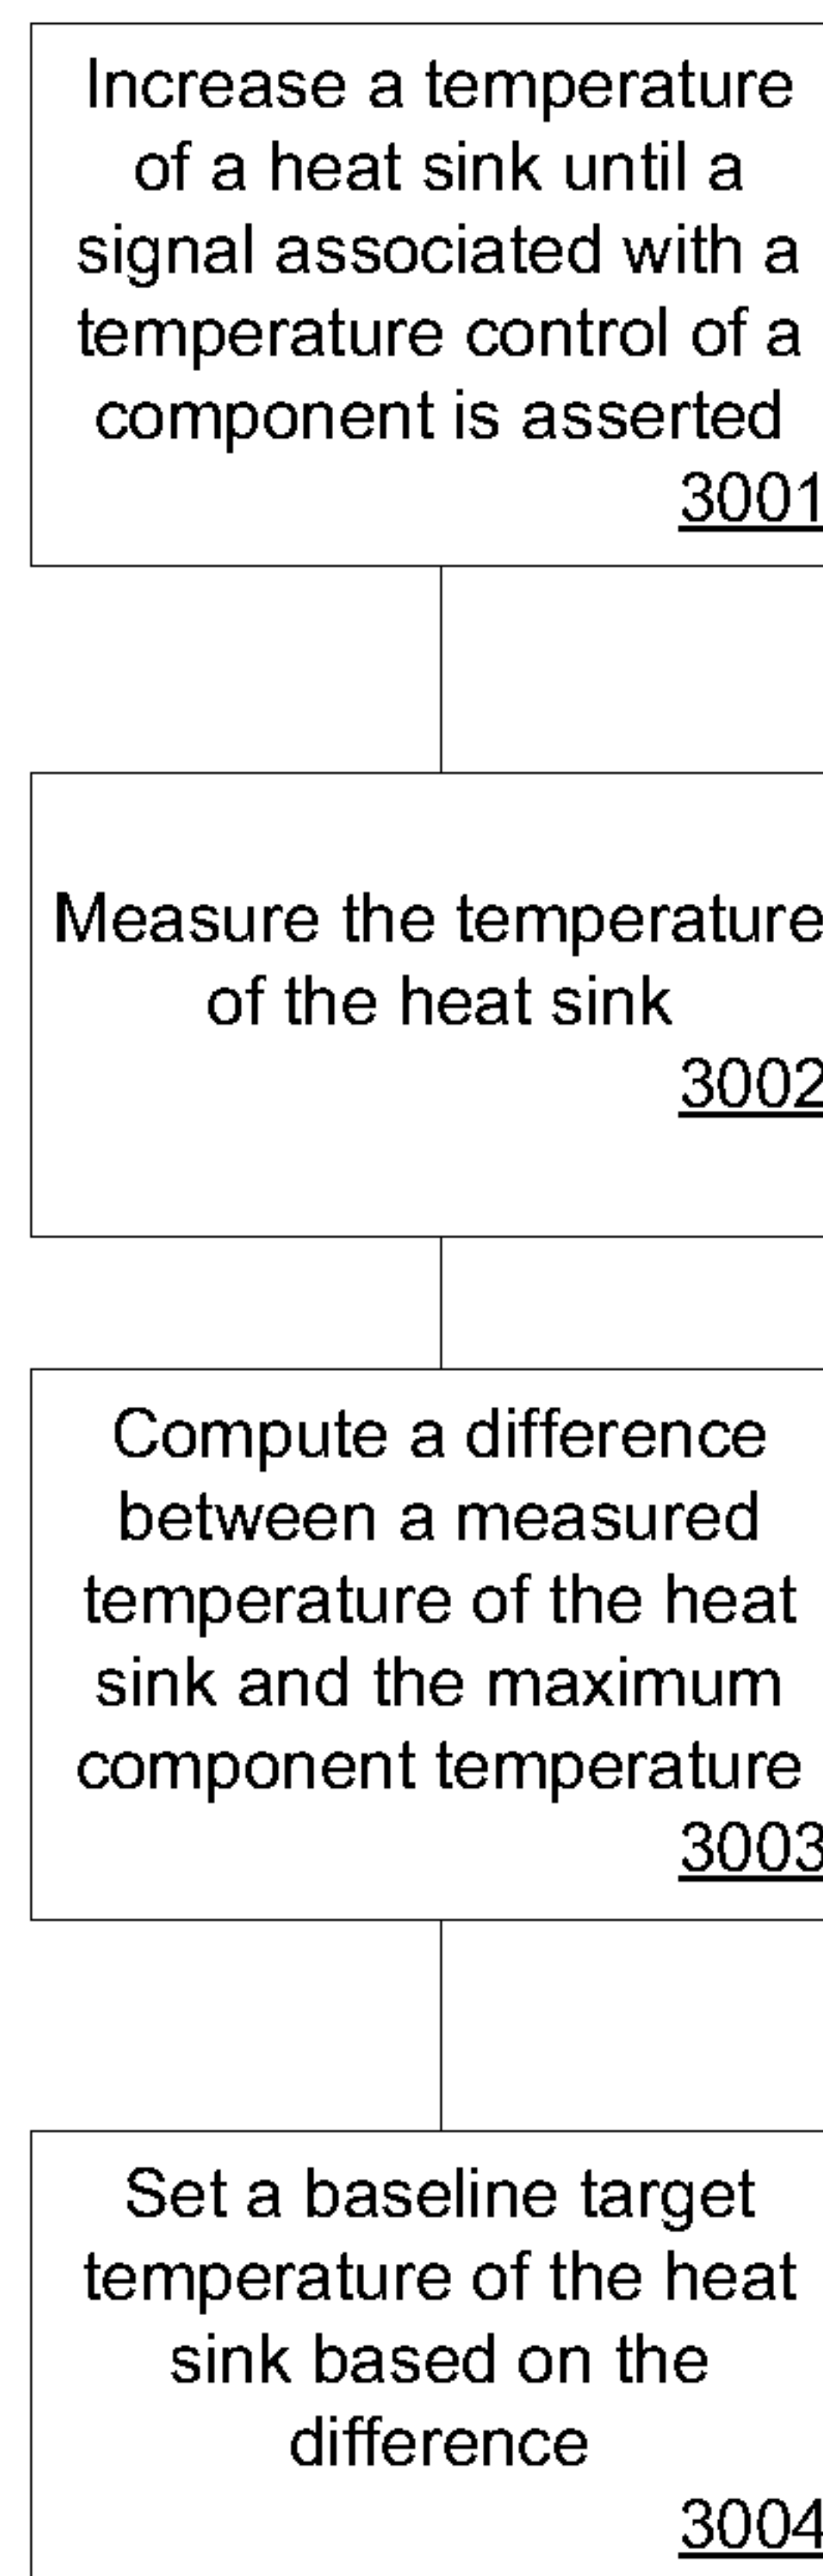 Increase a temperature
of a heat sink until a
signal associated with a
temperature control of a
component is asserted
3001
Measure the temperature
of the heat sink
3002
Compute a difference
between a measured
temperature of the heat
sink and the maximum
component temperature
3003
Set a baseline target
temperature of the heat
sink based on the
difference
3004